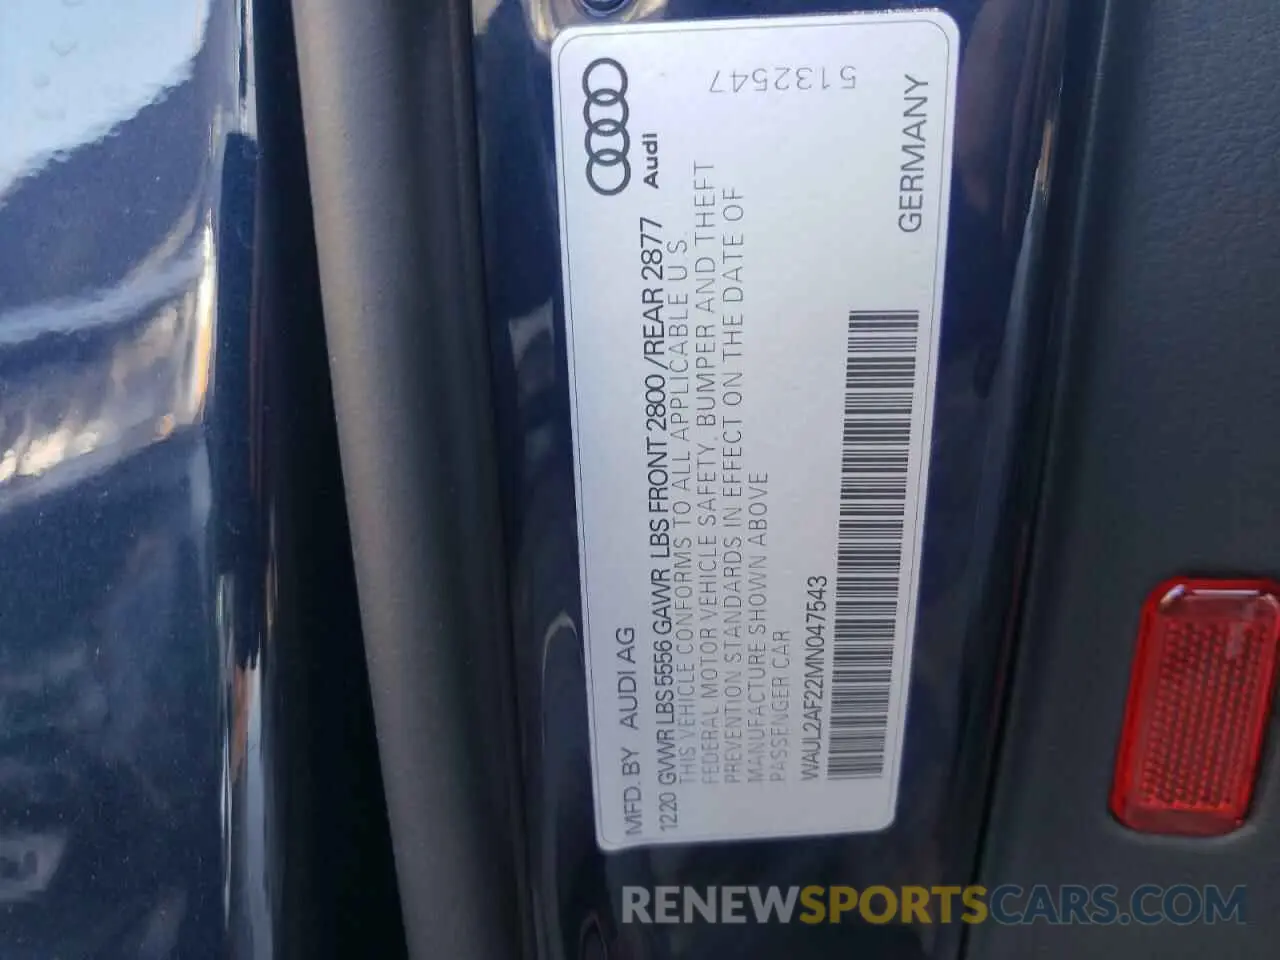 5132547
Audi
MFD. BY AUDI AG
1220 GVWR LBS 5556 GAWR LBS FRONT 2800 /REAR 2877
THIS VEHICLE CONFORMS TO ALL APPLICABLE U S
FEDERAL MOTOR VEHICLE SAFETY, BUMPER AND THEFT
PREVENTION STANDARDS IN EFFECT ON THE DATE OF
MANUFACTURE SHOWN ABOVE
PASSENGER CAR
WAUL2AF22MN047543
GERMANY
RENEWSPORTSCARS.COM